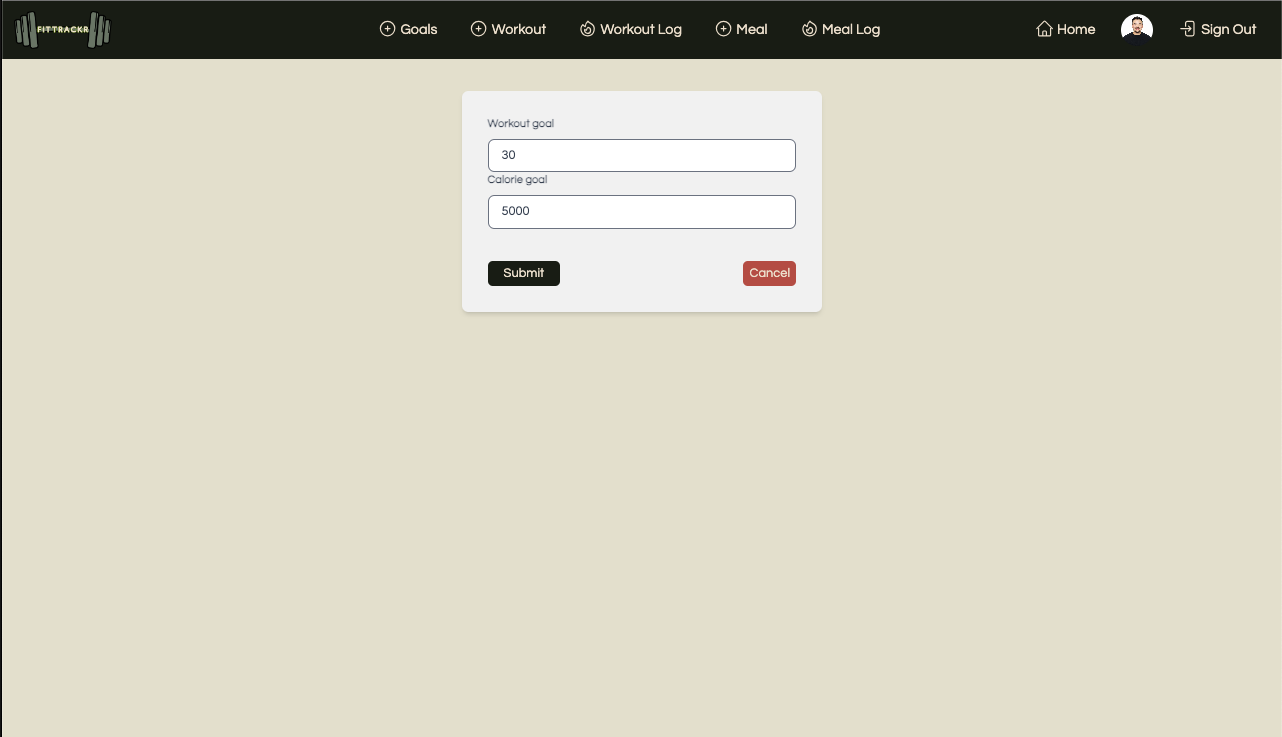 FITTRACKR
Goals
Workout
Workout Log
Meal
Meal Log
Home
Sign Out
Workout goal
30
Calorie goal
5000
Submit
Cancel